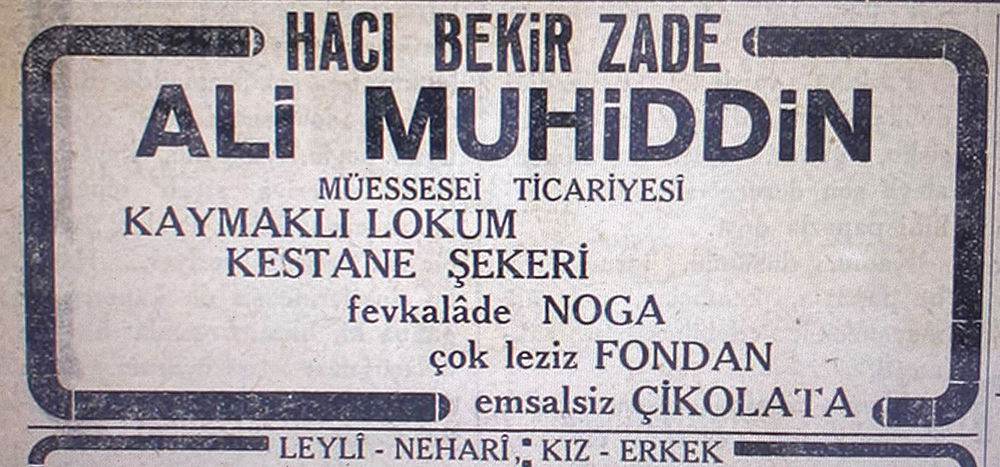 HACI BEKİR ZADE
ALİ MUHİDDİN
MÜESSESEİ TİCARİYESÎ
KAYMAKLI LOKUM
KESTANE ŞEKERİ
fevkalâde NOGA
çok leziz FONDAN
emsalsiz ÇİKOLATA
LEYLÎ - NEHARÎ, KIZ - ERKEK